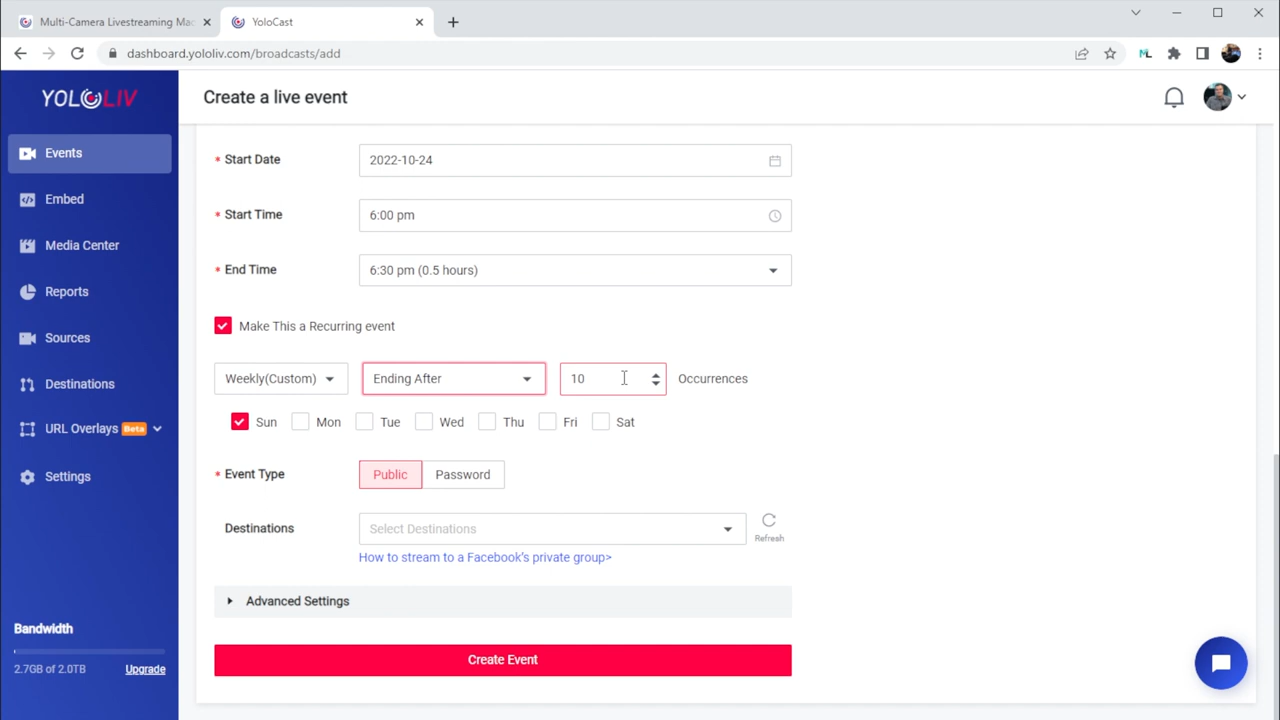 Multi-Camera Livestreaming Mac
YoloCast
dashboard.yololiv.com/broadcasts/add
YOLOLIV
Create a live event
Events
Embed
Media Center
Reports
Sources
Destinations
URL Overlays Beta
Settings
Bandwidth
2.7GB of 2.0TB Upgrade
* Start Date 2022-10-24
* Start Time 6:00 pm
* End Time 6:30 pm (0.5 hours)
Make This a Recurring event
Weekly(Custom) Ending After 10 Occurrences
Sun Mon Tue Wed Thu Fri Sat
* Event Type Public Password
Destinations Select Destinations Refresh
How to stream to a Facebook's private group>
Advanced Settings
Create Event